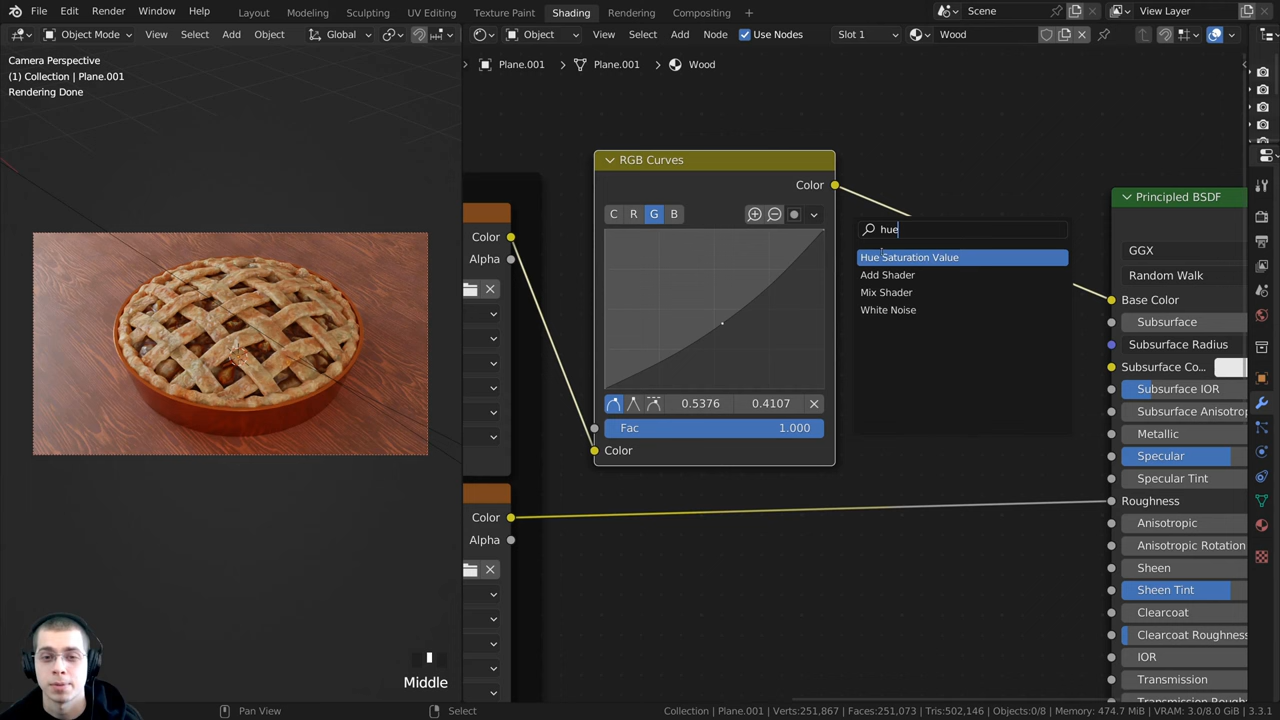 File Edit Render Window Help Layout Modeling Sculpting UV Editing Texture Paint Shading Rendering Compositing + Scene View Layer
Object Mode View Select Add Object Global Object View Select Add Node Use Nodes Slot 1 Wood
Camera Perspective
(1) Collection | Plane.001
Rendering Done
> Plane.001 > Plane.001 > Wood
RGB Curves
Color
C R G B
0.5376 0.4107
Fac 1.000
Color
hue
Hue Saturation Value
Add Shader
Mix Shader
White Noise
Color
Alpha
Color
Alpha
Principled BSDF
GGX
Random Walk
Base Color
Subsurface
Subsurface Radius
Subsurface Co...
Subsurface IOR
Subsurface Anisotrop
Metallic
Specular
Specular Tint
Roughness
Anisotropic
Anisotropic Rotation
Sheen
Sheen Tint
Clearcoat
Clearcoat Roughness
IOR
Transmission
Middle
Pan View Select Collection | Plane.001 | Verts:251,867 | Faces:251,073 | Tris:502,146 | Objects:0/8 | Memory: 474.7 MiB | VRAM: 3.0/8.0 GiB | 3.3.1